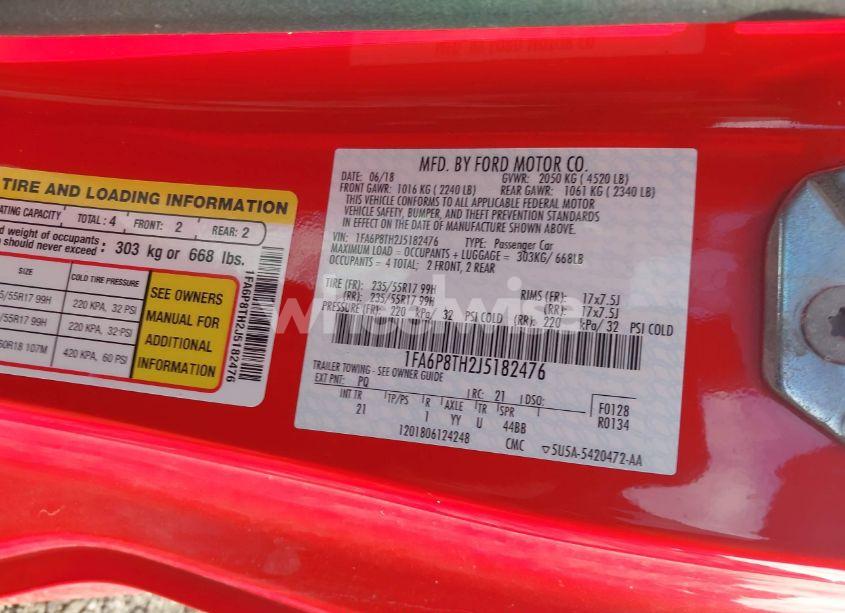 TIRE AND LOADING INFORMATION
ATING CAPACITY TOTAL : 4 FRONT: 2 REAR: 2
d weight of occupants
should never exceed : 303 kg or 668 lbs.
SIZE COLD TIRE PRESSURE
/55R17 99H 220 KPA, 32 PSI
/55R17 99H 220 KPA, 32 PSI
60R18 107M 420 KPA, 60 PSI
SEE OWNERS
MANUAL FOR
ADDITIONAL
INFORMATION
1FA6P8TH2J5182476
MFD. BY FORD MOTOR CO.
DATE: 06/18 GVWR: 2050 KG ( 4520 LB)
FRONT GAWR: 1016 KG ( 2240 LB) REAR GAWR: 1061 KG ( 2340 LB)
THIS VEHICLE CONFORMS TO ALL APPLICABLE FEDERAL MOTOR
VEHICLE SAFETY, BUMPER, AND THEFT PREVENTION STANDARDS
IN EFFECT ON THE DATE OF MANUFACTURE SHOWN ABOVE.
VIN: 1FA6P8TH2J5182476 TYPE: Passenger Car
MAXIMUM LOAD = OCCUPANTS + LUGGAGE = 303KG/ 668LB
OCCUPANTS = 4 TOTAL: 2 FRONT, 2 REAR
TIRE (FR): 235/55R17 99H RIMS (FR): 17x7.5J
(RR): 235/55R17 99H (RR): 17x7.5J
PRESSURE (FR): 220 kPa/ 32 PSI COLD (RR): 220 kPa/ 32 PSI COLD
1FA6P8TH2J5182476
TRAILER TOWING - SEE OWNER GUIDE
EXT PNT: PQ RC: 21 DSO: F0128
INT TR TP/PS R AXLE TR SPR R0134
21 1 YY U 44BB
1201806124248 CMC ▽5U5A-5420472-AA